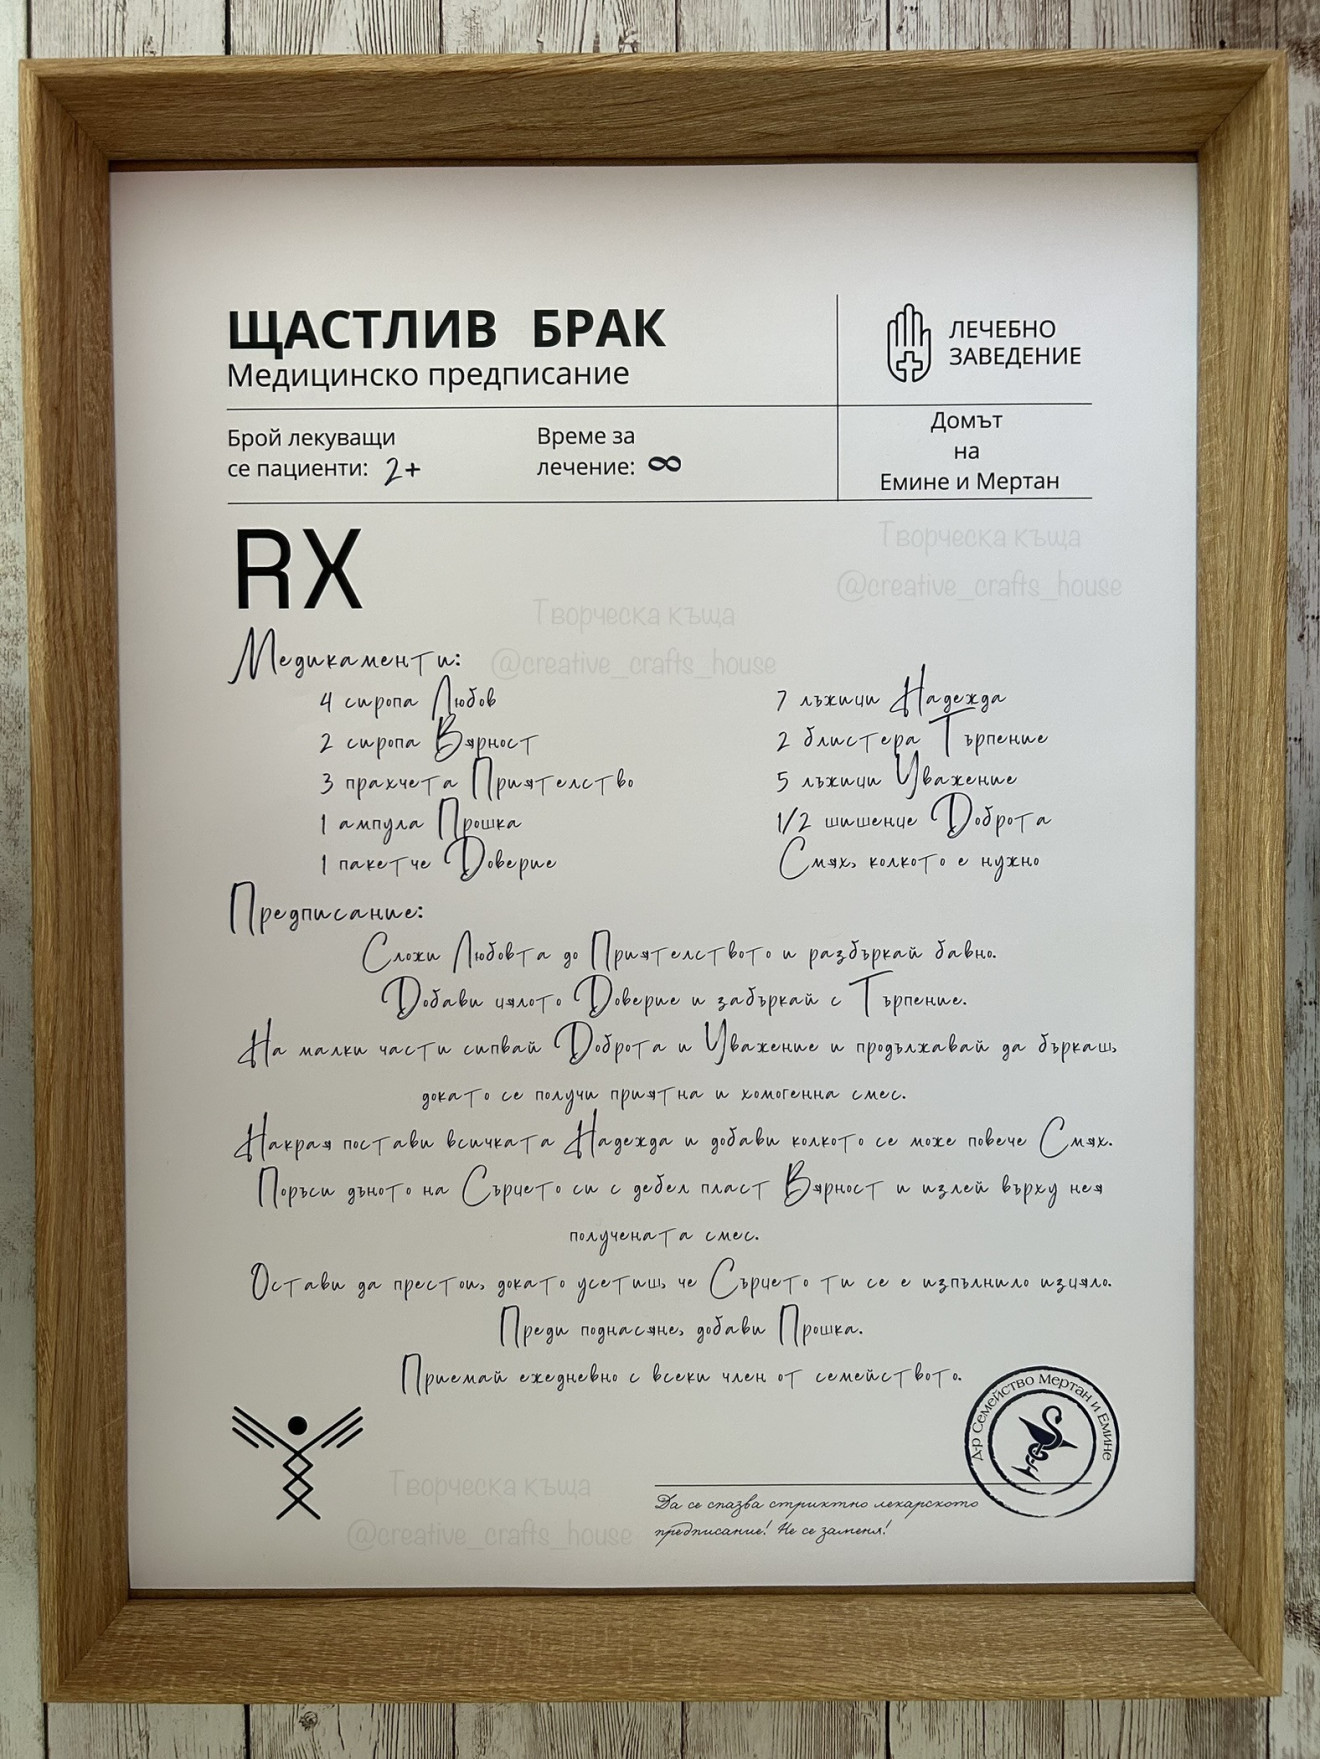 ЩАСТЛИВ БРАК
Медицинско предписание
ЛЕЧЕБНО
ЗАВЕДЕНИЕ
Брой лекуващи
се пациенти: 2+
Време за
лечение: ∞
Домът
на
Емине и Мертан
RX
Творческа къща
@creative_crafts_house
Творческа къща
@creative_crafts_house
Медикаменти:
4 сиропа Любов
2 сиропа Вярност
3 прахчета Приятелство
1 ампула Прошка
1 пакетче Доверие
7 лъжици Надежда
2 блистера Търпение
5 лъжици Уважение
1/2 шишенце Доброта
Смях, колкото е нужно
Предписание:
Сложи Любовта до Приятелството и разбъркай бавно.
Добави цялото Доверие и забъркай с Търпение.
На малки части сипвай Доброта и Уважение и продължавай да бъркаш,
докато се получи приятна и хомогенна смес.
Накрая постави всичката Надежда и добави колкото се може повече Смях.
Поръси дъното на Сърцето си с дебел пласт Вярност и излей върху нея
получената смес.
Остави да престои, докато усетиш, че Сърцето ти се е изпълнило изцяло.
Преди поднасяне, добави Прошка.
Приемай ежедневно с всеки член от семейството.
Д-р Семейство Мертан и Емине
Творческа къща
@creative_crafts_house
Да се спазва стриктно лекарското
предписание! Не се заменя!